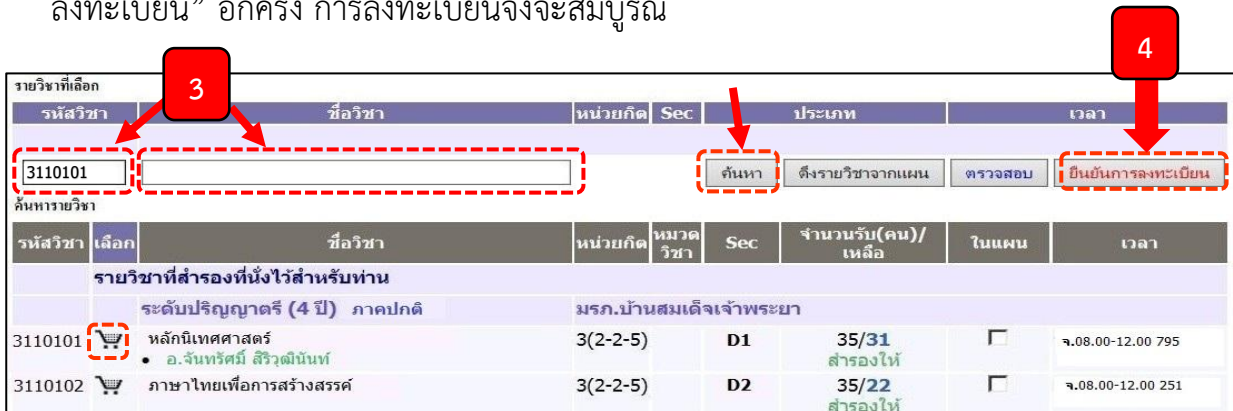 ลงทะเบียน” อีกครั้ง การลงทะเบียนจึงจะสมบูรณ์
4
รายวิชาที่เลือก
3
รหัสวิชา ชื่อวิชา หน่วยกิต Sec ประเภท เวลา
3110101 ค้นหา ดึงรายวิชาจากแผน ตรวจสอบ ยืนยันการลงทะเบียน
ค้นหารายวิชา
รหัสวิชา เลือก ชื่อวิชา หน่วยกิต หมวดวิชา Sec จำนวนรับ(คน)/เหลือ ในแผน เวลา
รายวิชาที่สำรองที่นั่งไว้สำหรับท่าน
ระดับปริญญาตรี (4 ปี) ภาคปกติ มรภ.บ้านสมเด็จเจ้าพระยา
3110101 หลักนิเทศศาสตร์ 3(2-2-5) D1 35/31 จ.08.00-12.00 795
• อ.จันทรัศมิ์ สิริวุฒินันท์ สำรองให้
3110102 ภาษาไทยเพื่อการสร้างสรรค์ 3(2-2-5) D2 35/22 จ.08.00-12.00 251
สำรองให้